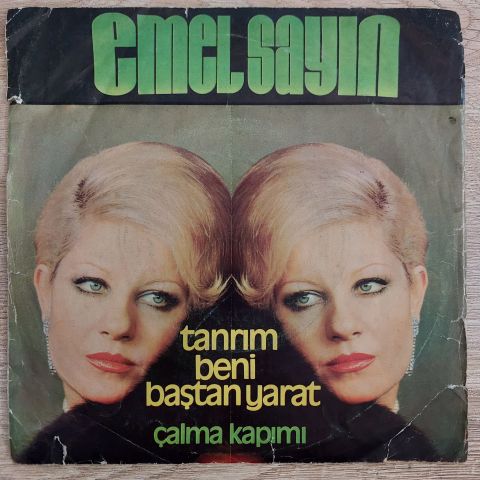 emel sayın
tanrım
beni
baştan yarat
çalma kapımı